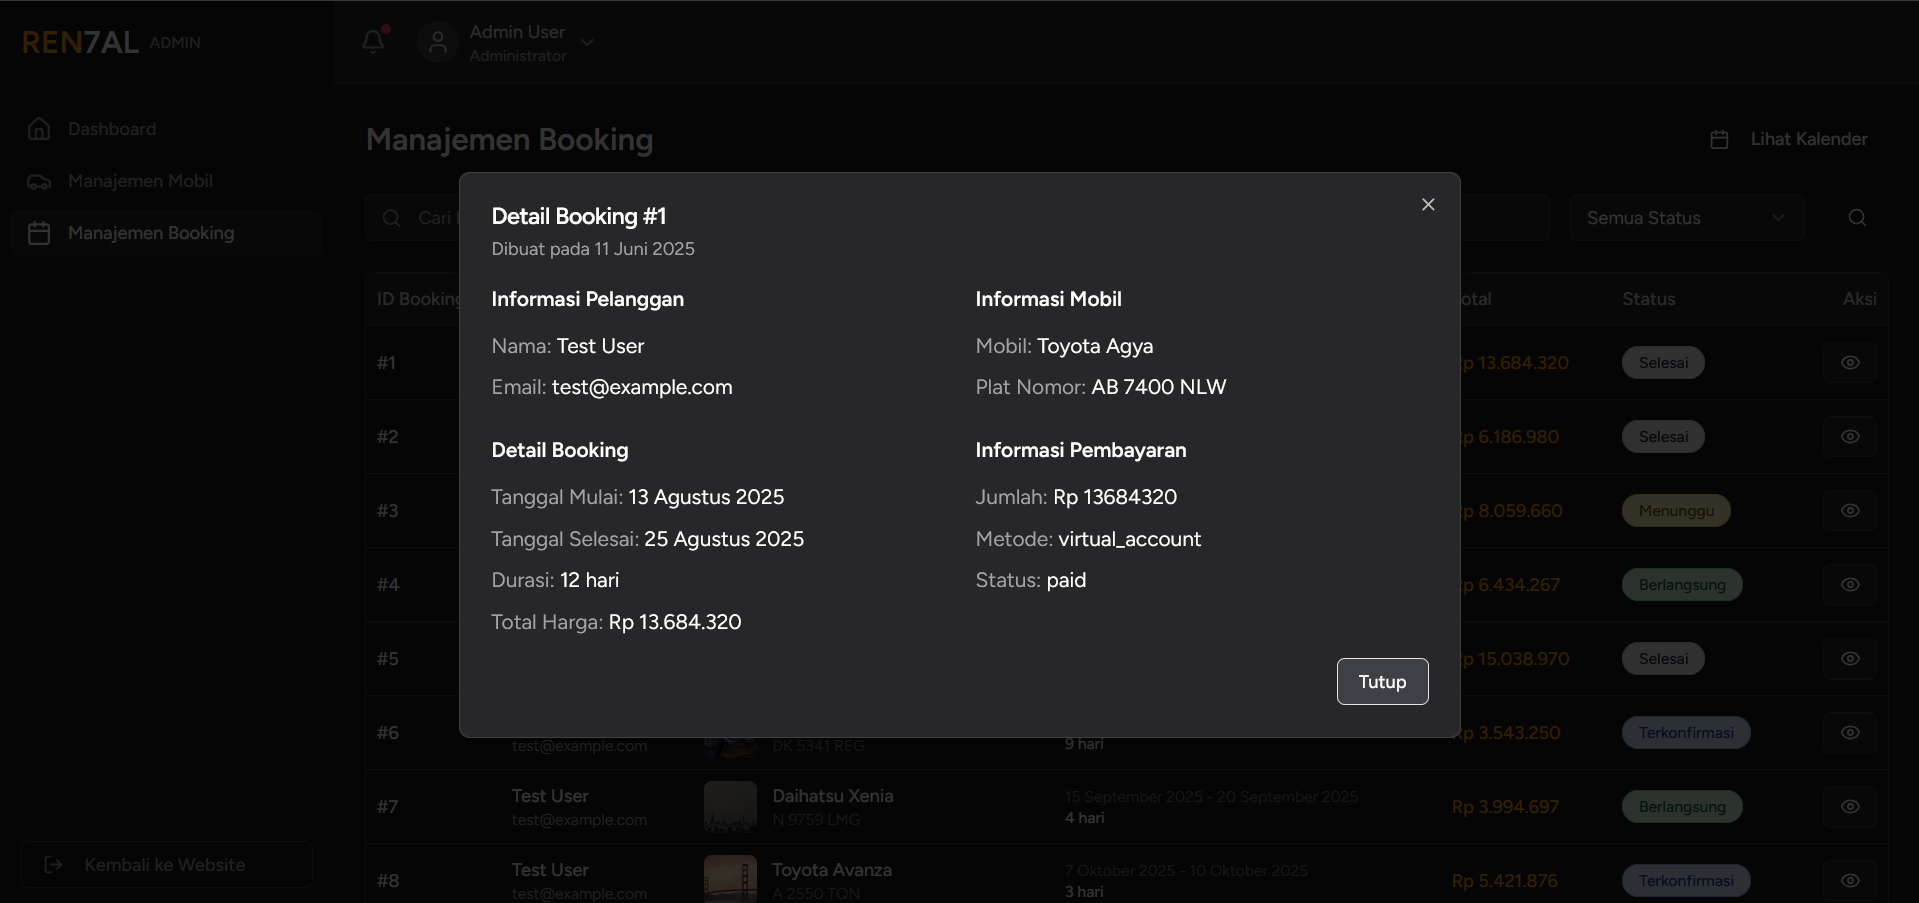 REN7AL ADMIN
Admin User
Administrator
Dashboard
Manajemen Mobil
Manajemen Booking
Kembali ke Website
Manajemen Booking
Lihat Kalender
Cari
Semua Status
ID Booking
Status
Aksi
Detail Booking #1
Dibuat pada 11 Juni 2025
Informasi Pelanggan
Nama: Test User
Email: test@example.com
Informasi Mobil
Mobil: Toyota Agya
Plat Nomor: AB 7400 NLW
Detail Booking
Tanggal Mulai: 13 Agustus 2025
Tanggal Selesai: 25 Agustus 2025
Durasi: 12 hari
Total Harga: Rp 13.684.320
Informasi Pembayaran
Jumlah: Rp 13684320
Metode: virtual_account
Status: paid
Tutup
#1
Rp 13.684.320
Selesai
#2
Rp 6.186.980
Selesai
#3
Rp 8.059.660
Menunggu
#4
Rp 6.434.267
Berlangsung
#5
Rp 15.038.970
Selesai
#6
test@example.com
DK 5341 REG
9 hari
Rp 3.543.250
Terkonfirmasi
#7
Test User
test@example.com
Daihatsu Xenia
N 9759 LMG
15 September 2025 - 20 September 2025
4 hari
Rp 3.994.697
Berlangsung
#8
Test User
test@example.com
Toyota Avanza
A 2550 TQN
7 Oktober 2025 - 10 Oktober 2025
3 hari
Rp 5.421.876
Terkonfirmasi